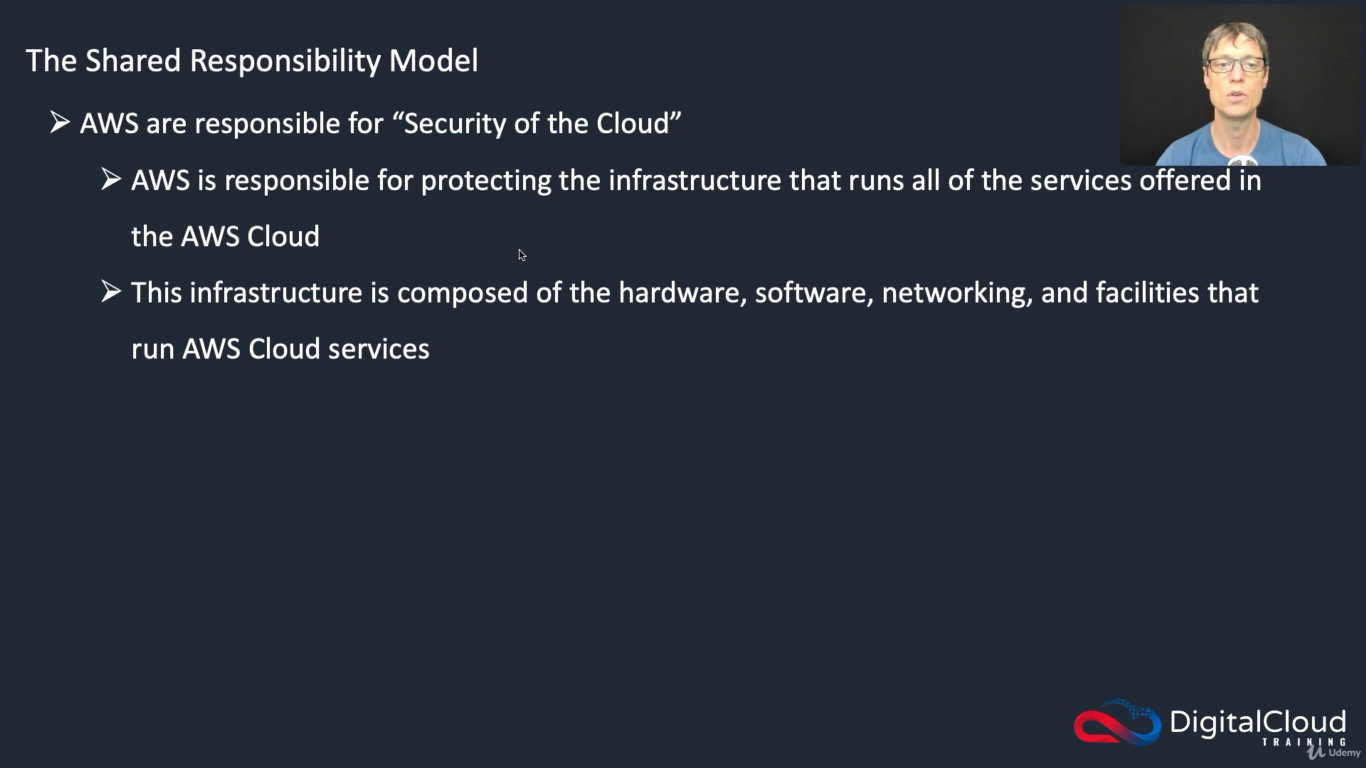 The Shared Responsibility Model
➢ AWS are responsible for “Security of the Cloud”
➢ AWS is responsible for protecting the infrastructure that runs all of the services offered in
the AWS Cloud
➢ This infrastructure is composed of the hardware, software, networking, and facilities that
run AWS Cloud services
DigitalCloud
TRAINING
Udemy